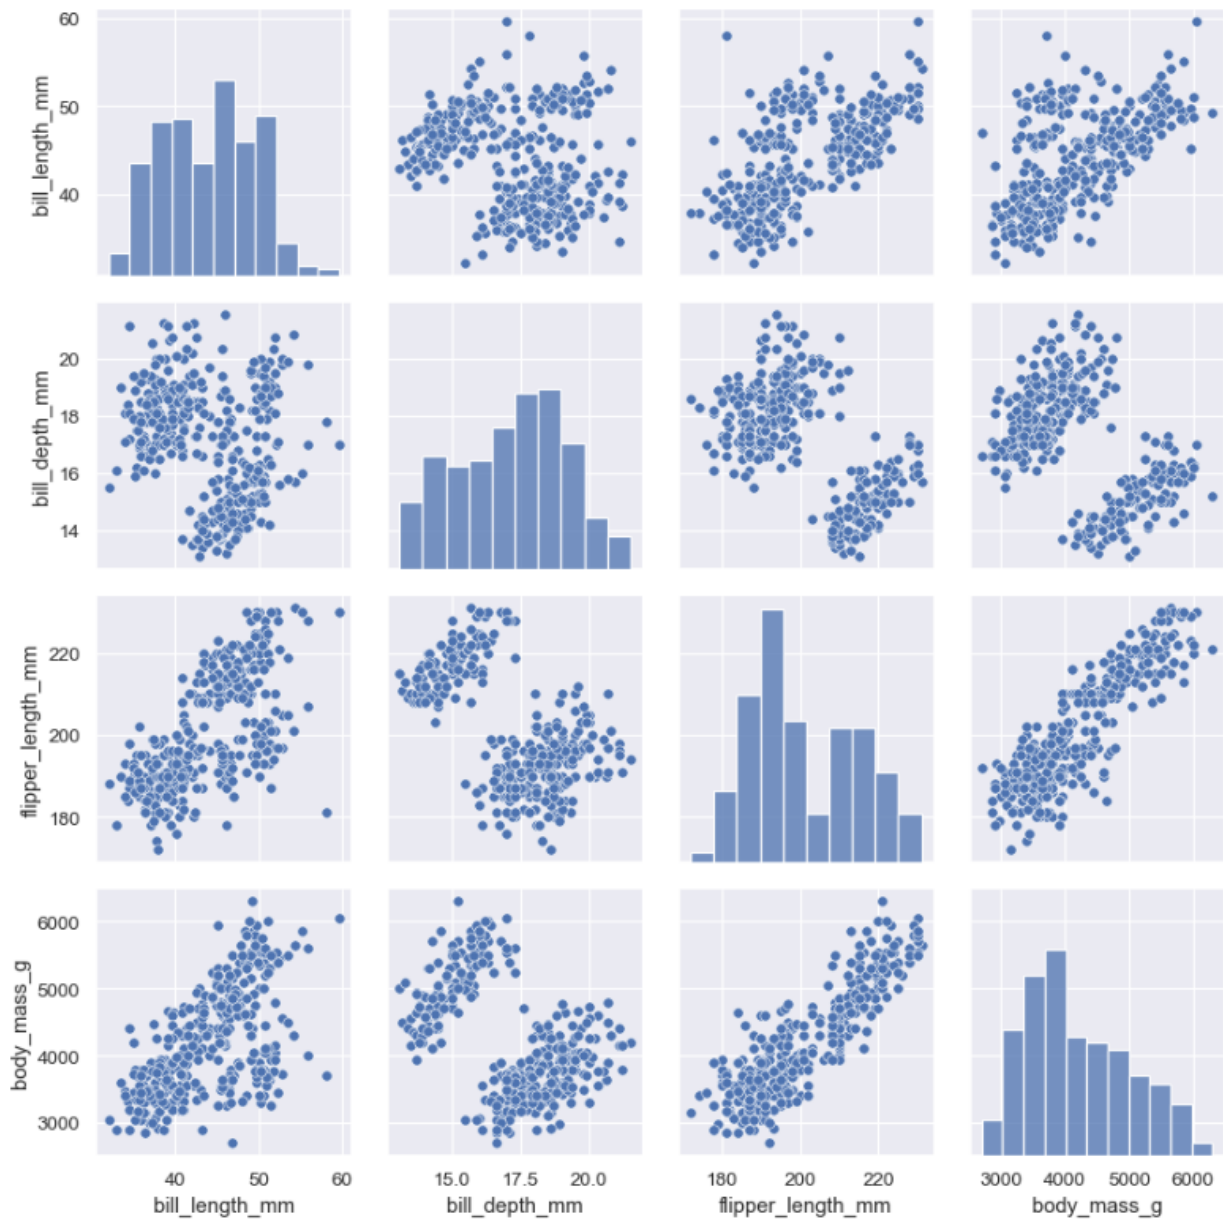 60
50
40
bill_length_mm
20
18
16
14
bill_depth_mm
220
200
180
flipper_length_mm
6000
5000
4000
3000
body_mass_g
40 50 60
bill_length_mm
15.0 17.5 20.0
bill_depth_mm
180 200 220
flipper_length_mm
3000 4000 5000 6000
body_mass_g